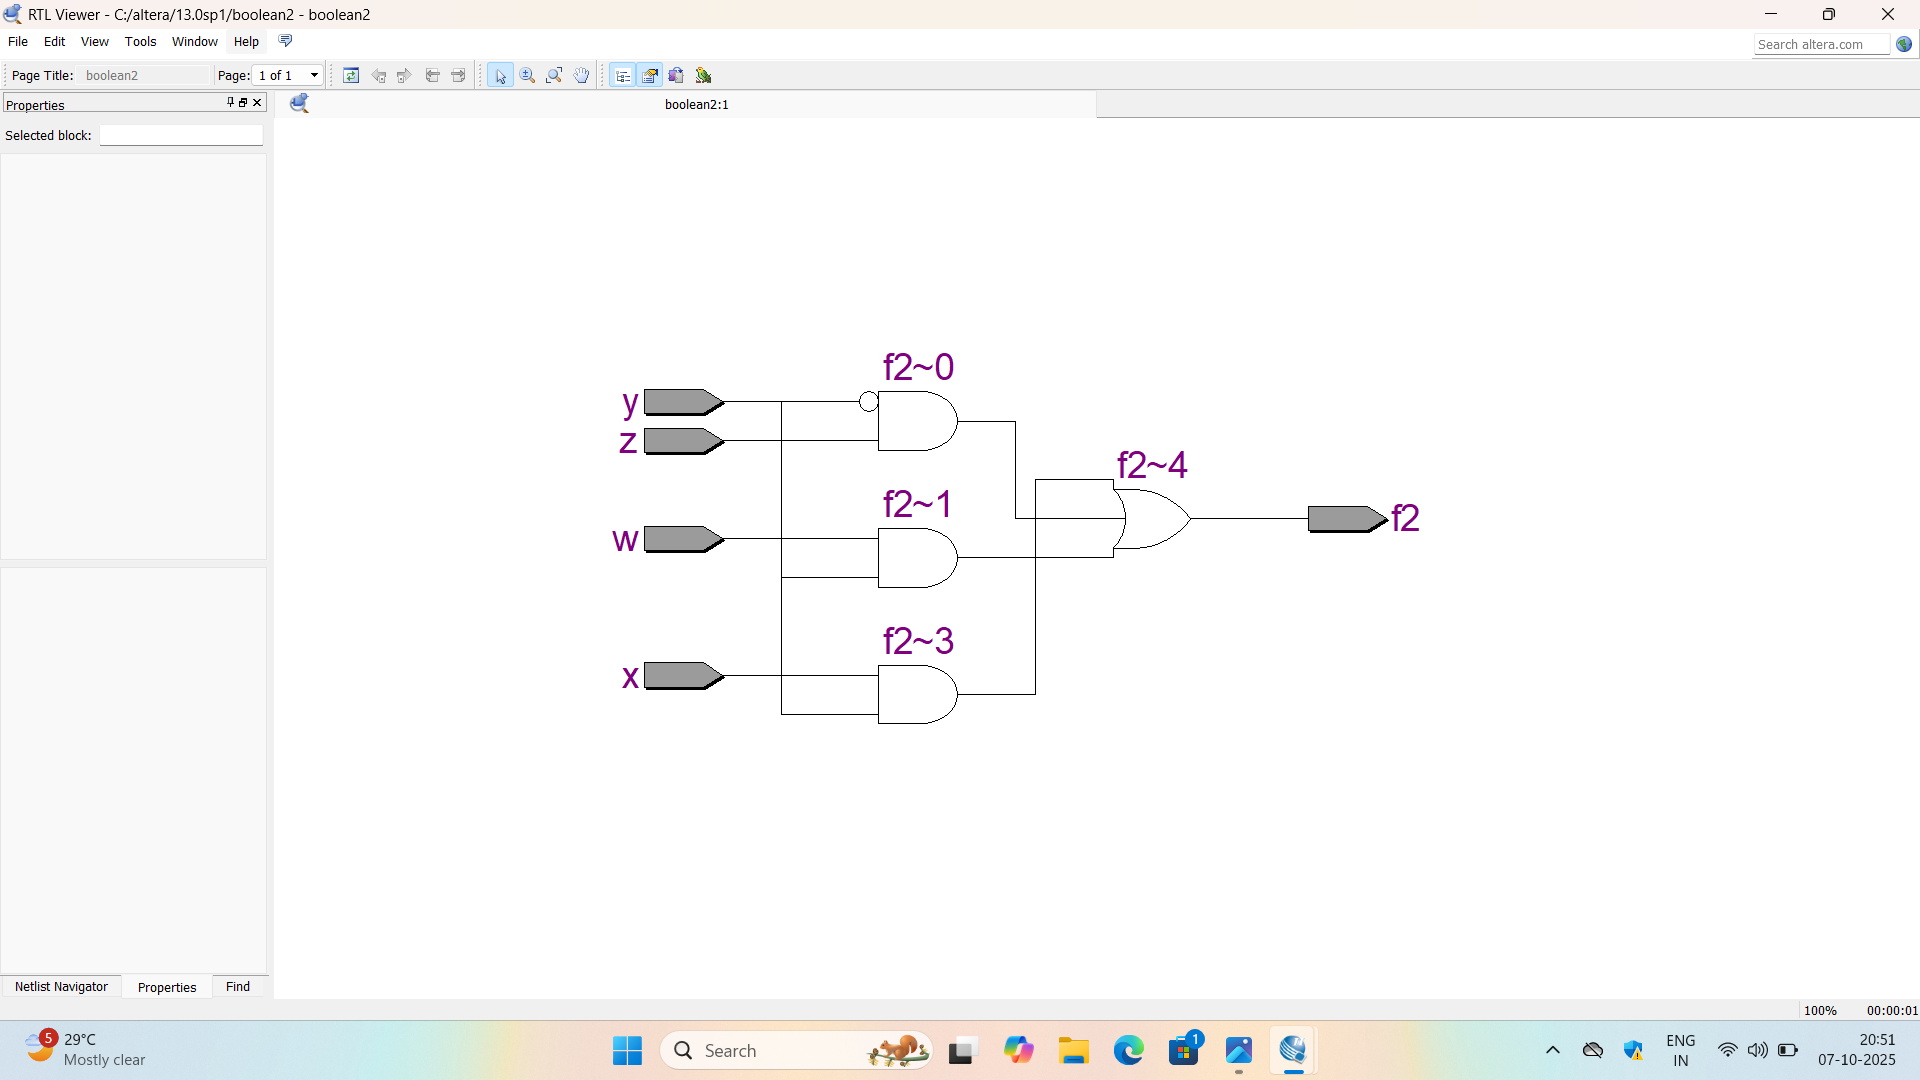 RTL Viewer - C:/altera/13.0sp1/boolean2 - boolean2
File Edit View Tools Window Help
Search altera.com
Page Title: boolean2 Page: 1 of 1
Properties
boolean2:1
Selected block:
f2~0
y
z
f2~4
f2~1
w
f2
f2~3
x
Netlist Navigator Properties Find
100% 00:00:01
5
29°C
Mostly clear
Search
1
ENG
IN
20:51
07-10-2025